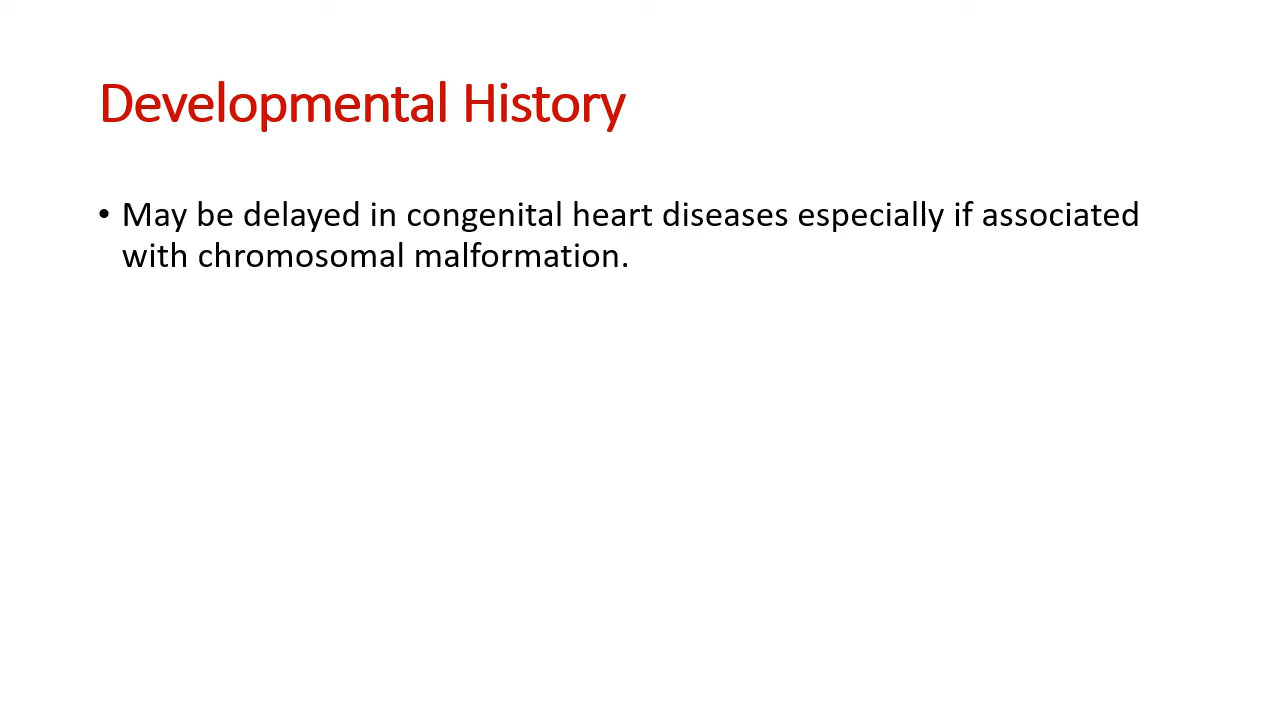 Developmental History
• May be delayed in congenital heart diseases especially if associated
with chromosomal malformation.